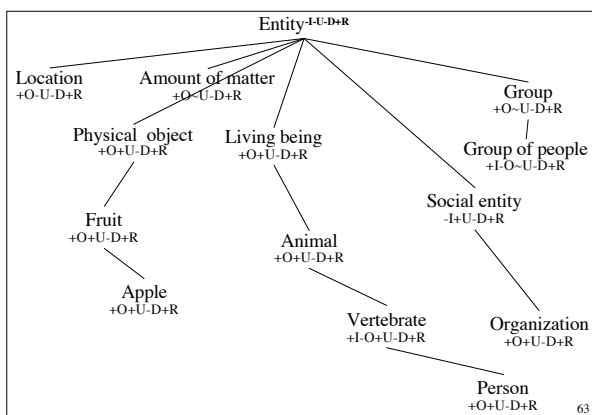 Entity-I-U-D+R
Location
+O-U-D+R
Amount of matter
+O~U-D+R
Group
+O~U-D+R
Physical object
+O+U-D+R
Living being
+O+U-D+R
Group of people
+I-O~U-D+R
Social entity
-I+U-D+R
Fruit
+O+U-D+R
Animal
+O+U-D+R
Apple
+O+U-D+R
Vertebrate
+I-O+U-D+R
Organization
+O+U-D+R
Person
+O+U-D+R
63